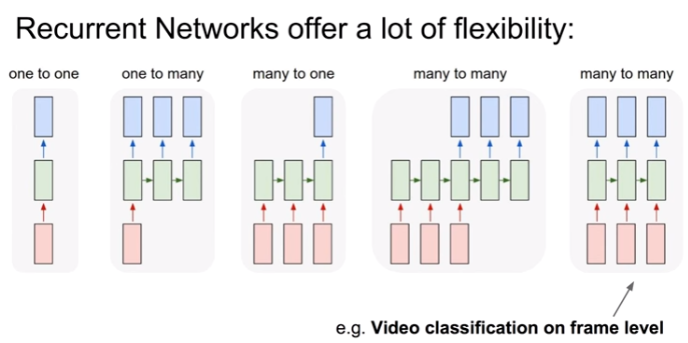 Recurrent Networks offer a lot of flexibility:
one to one
one to many
many to one
many to many
many to many
e.g. Video classification on frame level